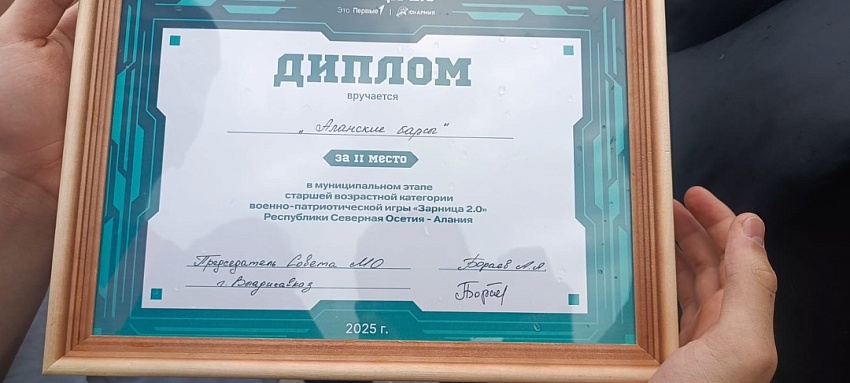 Это Первые
ДИПЛОМ
вручается
„Аланские барсы"
за II место
в муниципальном этапе
старшей возрастной категории
военно-патриотической игры «Зарница 2.0»
Республики Северная Осетия - Алания
Председатель Совета МО
г. Владикавказ
2025 г.